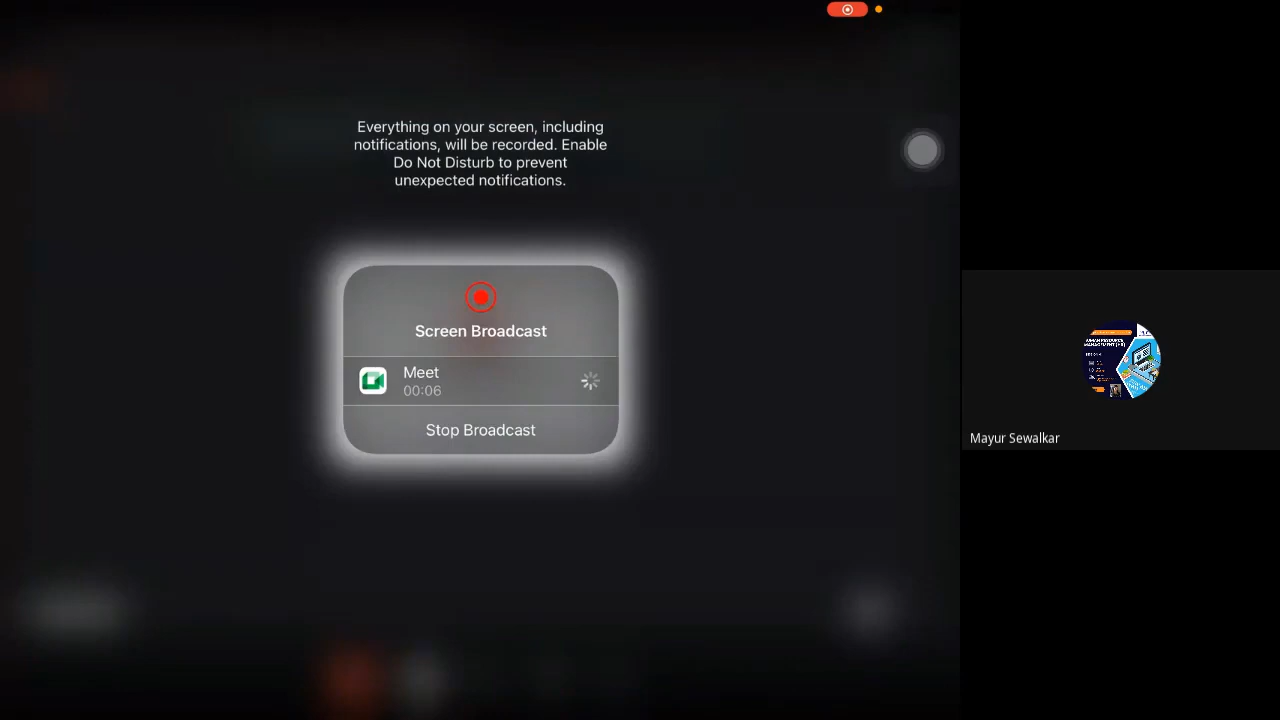 Everything on your screen, including
notifications, will be recorded. Enable
Do Not Disturb to prevent
unexpected notifications.
Screen Broadcast
Meet
00:06
Stop Broadcast
Mayur Sewalkar